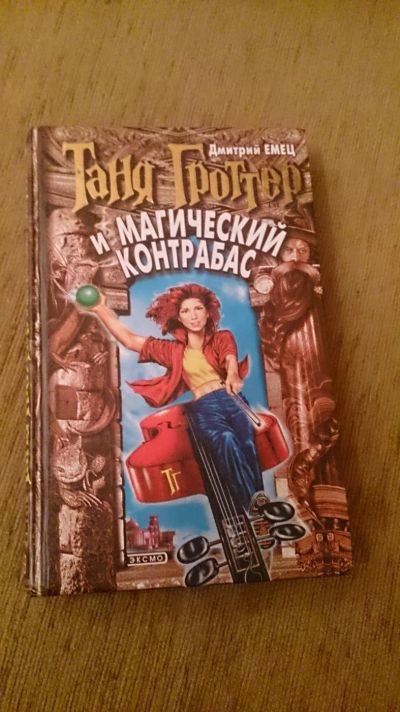 Дмитрий ЕМЕЦ
Таня Гроттер
и МАГИЧЕСКИЙ
КОНТРАБАС
ТГ
ЭКСМО